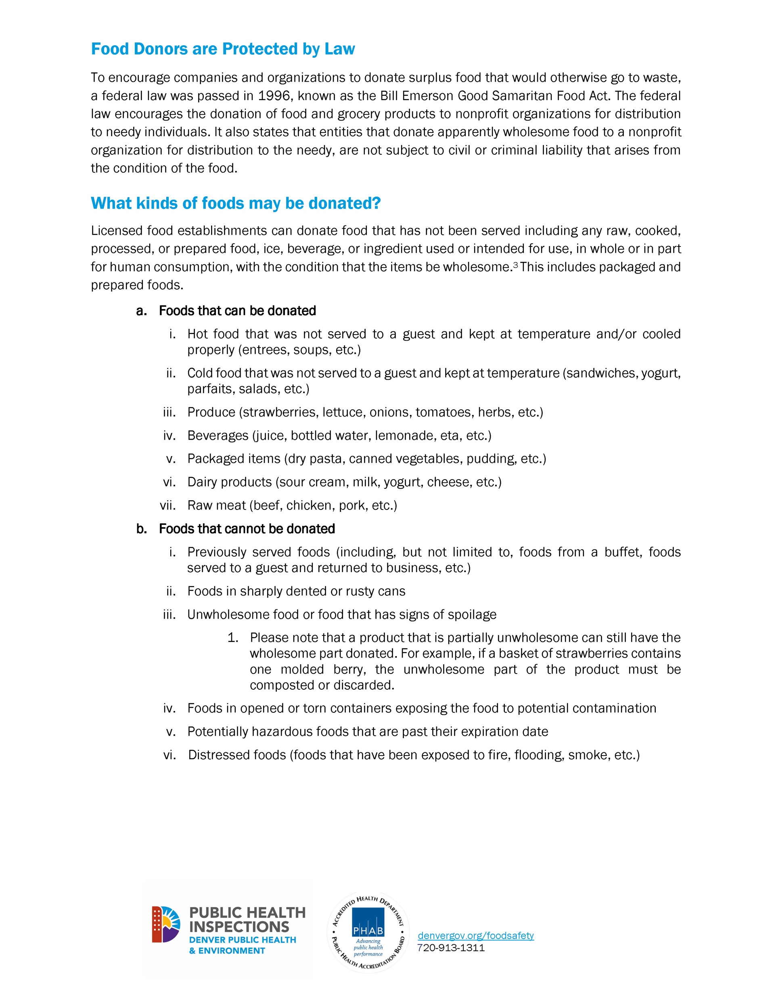 Food Donors are Protected by Law
To encourage companies and organizations to donate surplus food that would otherwise go to waste,
a federal law was passed in 1996, known as the Bill Emerson Good Samaritan Food Act. The federal
law encourages the donation of food and grocery products to nonprofit organizations for distribution
to needy individuals. It also states that entities that donate apparently wholesome food to a nonprofit
organization for distribution to the needy, are not subject to civil or criminal liability that arises from
the condition of the food.
What kinds of foods may be donated?
Licensed food establishments can donate food that has not been served including any raw, cooked,
processed, or prepared food, ice, beverage, or ingredient used or intended for use, in whole or in part
for human consumption, with the condition that the items be wholesome.³ This includes packaged and
prepared foods.
a. Foods that can be donated
i. Hot food that was not served to a guest and kept at temperature and/or cooled
properly (entrees, soups, etc.)
ii. Cold food that was not served to a guest and kept at temperature (sandwiches, yogurt,
parfaits, salads, etc.)
iii. Produce (strawberries, lettuce, onions, tomatoes, herbs, etc.)
iv. Beverages (juice, bottled water, lemonade, eta, etc.)
v. Packaged items (dry pasta, canned vegetables, pudding, etc.)
vi. Dairy products (sour cream, milk, yogurt, cheese, etc.)
vii. Raw meat (beef, chicken, pork, etc.)
b. Foods that cannot be donated
i. Previously served foods (including, but not limited to, foods from a buffet, foods
served to a guest and returned to business, etc.)
ii. Foods in sharply dented or rusty cans
iii. Unwholesome food or food that has signs of spoilage
1. Please note that a product that is partially unwholesome can still have the
wholesome part donated. For example, if a basket of strawberries contains
one molded berry, the unwholesome part of the product must be
composted or discarded.
iv. Foods in opened or torn containers exposing the food to potential contamination
v. Potentially hazardous foods that are past their expiration date
vi. Distressed foods (foods that have been exposed to fire, flooding, smoke, etc.)
PUBLIC HEALTH
INSPECTIONS
DENVER PUBLIC HEALTH
& ENVIRONMENT
• ACCREDITED HEALTH DEPARTMENT •
PHAB
Advancing
public health
performance
PUBLIC HEALTH ACCREDITATION BOARD
denvergov.org/foodsafety
720-913-1311